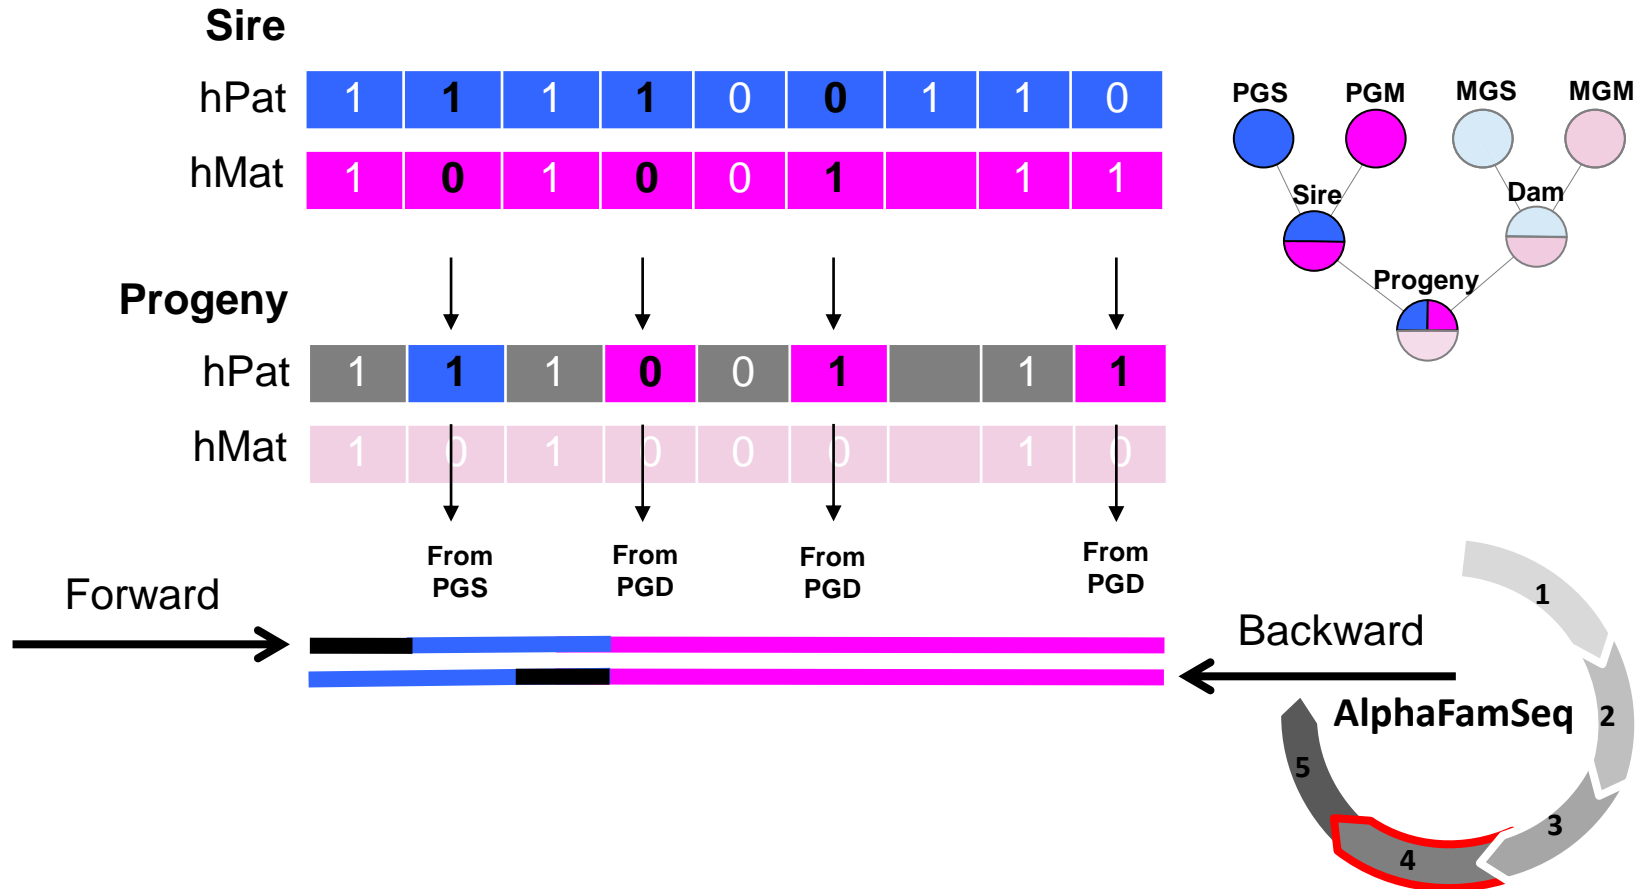 Sire
hPat 1 1 1 1 0 0 1 1 0
hMat 1 0 1 0 0 1 1 1
PGS PGM MGS MGM
Sire Dam
Progeny
Progeny
hPat 1 1 1 0 0 1 1 1
hMat 1 0 1 0 0 0 1 0
From
PGS
From
PGD
From
PGD
From
PGD
Forward
Backward
AlphaFamSeq
1
2
3
4
5